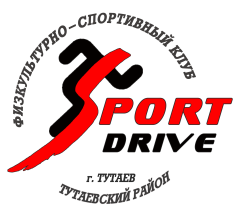 ФИЗКУЛЬТУРНО-СПОРТИВНЫЙ КЛУБ
SPORT
DRIVE
г. ТУТАЕВ
ТУТАЕВСКИЙ РАЙОН